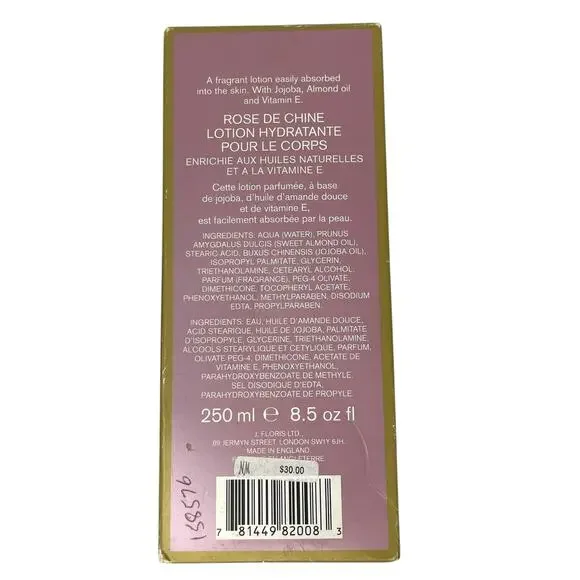 A fragrant lotion easily absorbed
into the skin. With Jojoba, Almond oil
and Vitamin E.
ROSE DE CHINE
LOTION HYDRATANTE
POUR LE CORPS
ENRICHIE AUX HUILES NATURELLES
ET A LA VITAMINE E
Cette lotion parfumée, à base
de jojoba, d'huile d'amande douce
et de vitamine E,
est facilement absorbée par la peau.
INGREDIENTS: AQUA (WATER), PRUNUS
AMYGDALUS DULCIS (SWEET ALMOND OIL),
STEARIC ACID, BUXUS CHINENSIS (JOJOBA OIL),
ISOPROPYL PALMITATE, GLYCERIN,
TRIETHANOLAMINE, CETEARYL ALCOHOL.
PARFUM (FRAGRANCE), PEG-4 OLIVATE,
DIMETHICONE, TOCOPHERYL ACETATE,
PHENOXYETHANOL, METHYLPARABEN, DISODIUM
EDTA, PROPYLPARABEN.
INGREDIENTS: EAU, HUILE D'AMANDE DOUCE,
ACID STEARIQUE, HUILE DE JOJOBA, PALMITATE
D'ISOPROPYLE, GLYCERINE, TRIETHANOLAMINE,
ALCOOLS STEARYLIQUE ET CETYLIQUE, PARFUM,
OLIVATE PEG-4, DIMETHICONE, ACETATE DE
VITAMINE E, PHENOXYETHANOL,
PARAHYDROXYBENZOATE DE METHYLE.
SEL DISODIQUE D'EDTA,
PARAHYDROXYBENZOATE DE PROPYLE.
250 ml ℮ 8.5 oz fl
J. FLORIS LTD.,
89 JERMYN STREET, LONDON SW1Y 6JH.
MADE IN ENGLAND
NM $30.00
7 81449 82008 3
158576